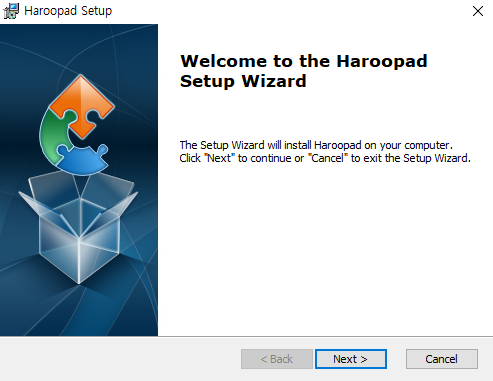 Haroopad Setup
Welcome to the Haroopad
Setup Wizard
The Setup Wizard will install Haroopad on your computer.
Click "Next" to continue or "Cancel" to exit the Setup Wizard.
< Back
Next >
Cancel